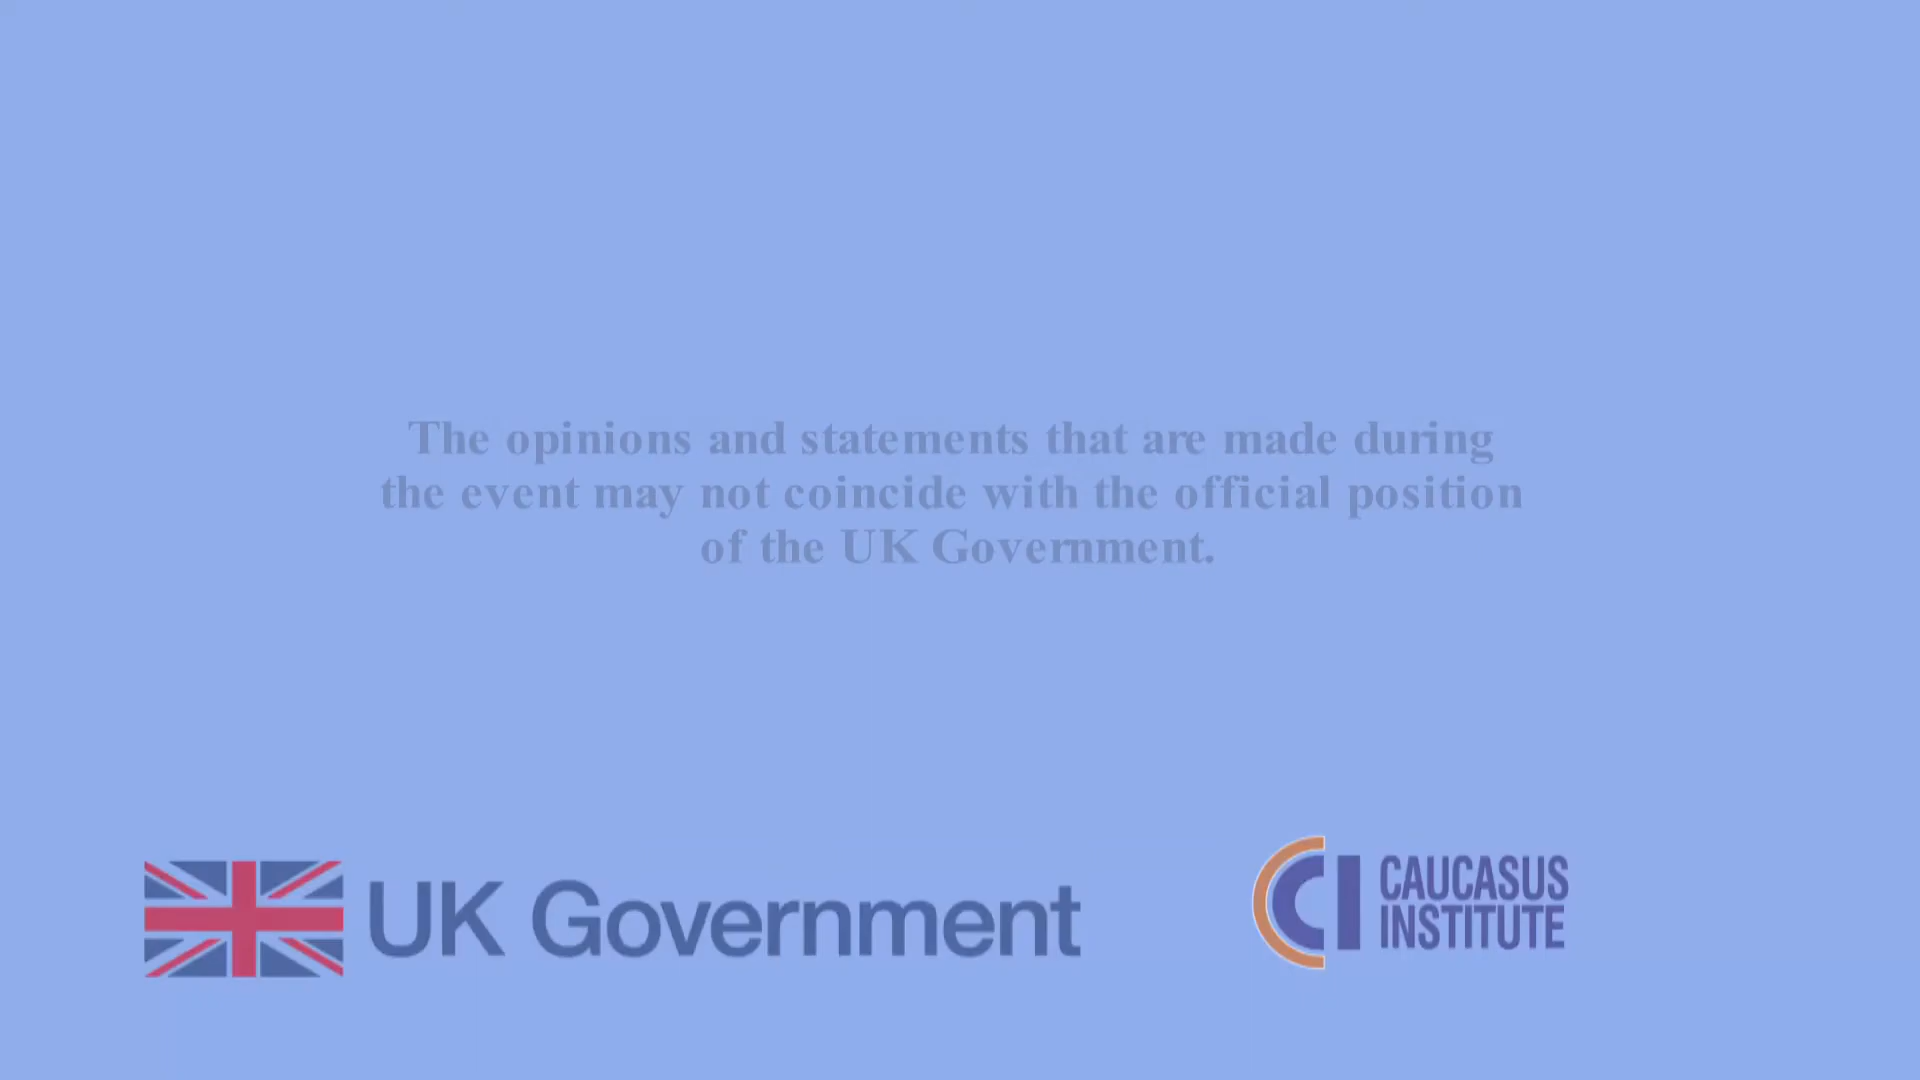 The opinions and statements that are made during
the event may not coincide with the official position
of the UK Government.
UK Government
CI CAUCASUS
INSTITUTE